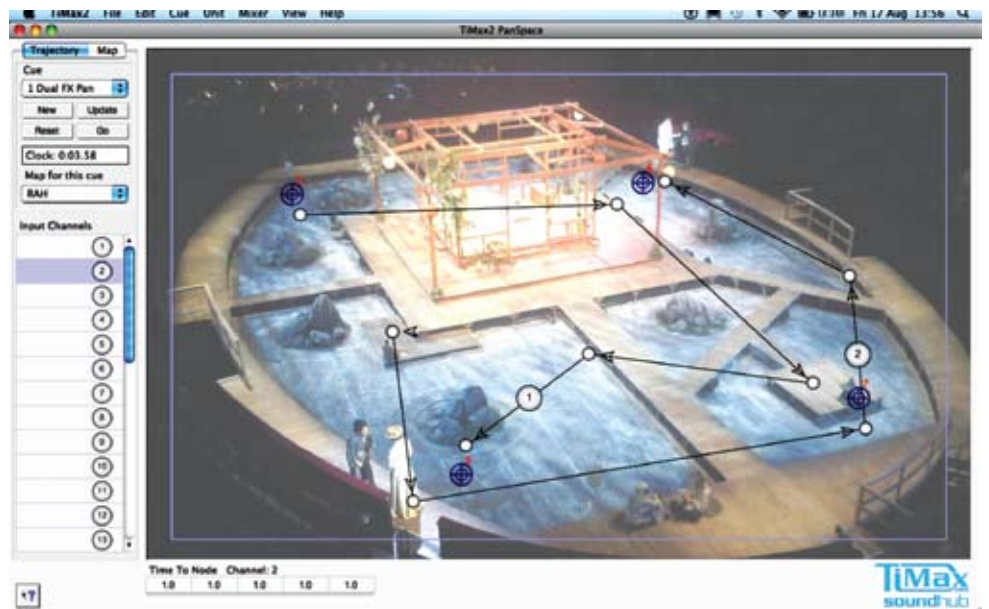 TiMax2 File Edit Cue Unit Mixer View Help Fri 17 Aug 13:56
TiMax2 PanSpace
Trajectory Map
Cue
1 Dual FX Pan
New Update
Reset Go
Clock: 0:03.58
Map for this cue
RAH
Input Channels
1
2
3
4
5
6
7
8
9
10
11
12
13
1
2
Time To Node Channel: 2
1.0 1.0 1.0 1.0 1.0
TiMax
soundhub